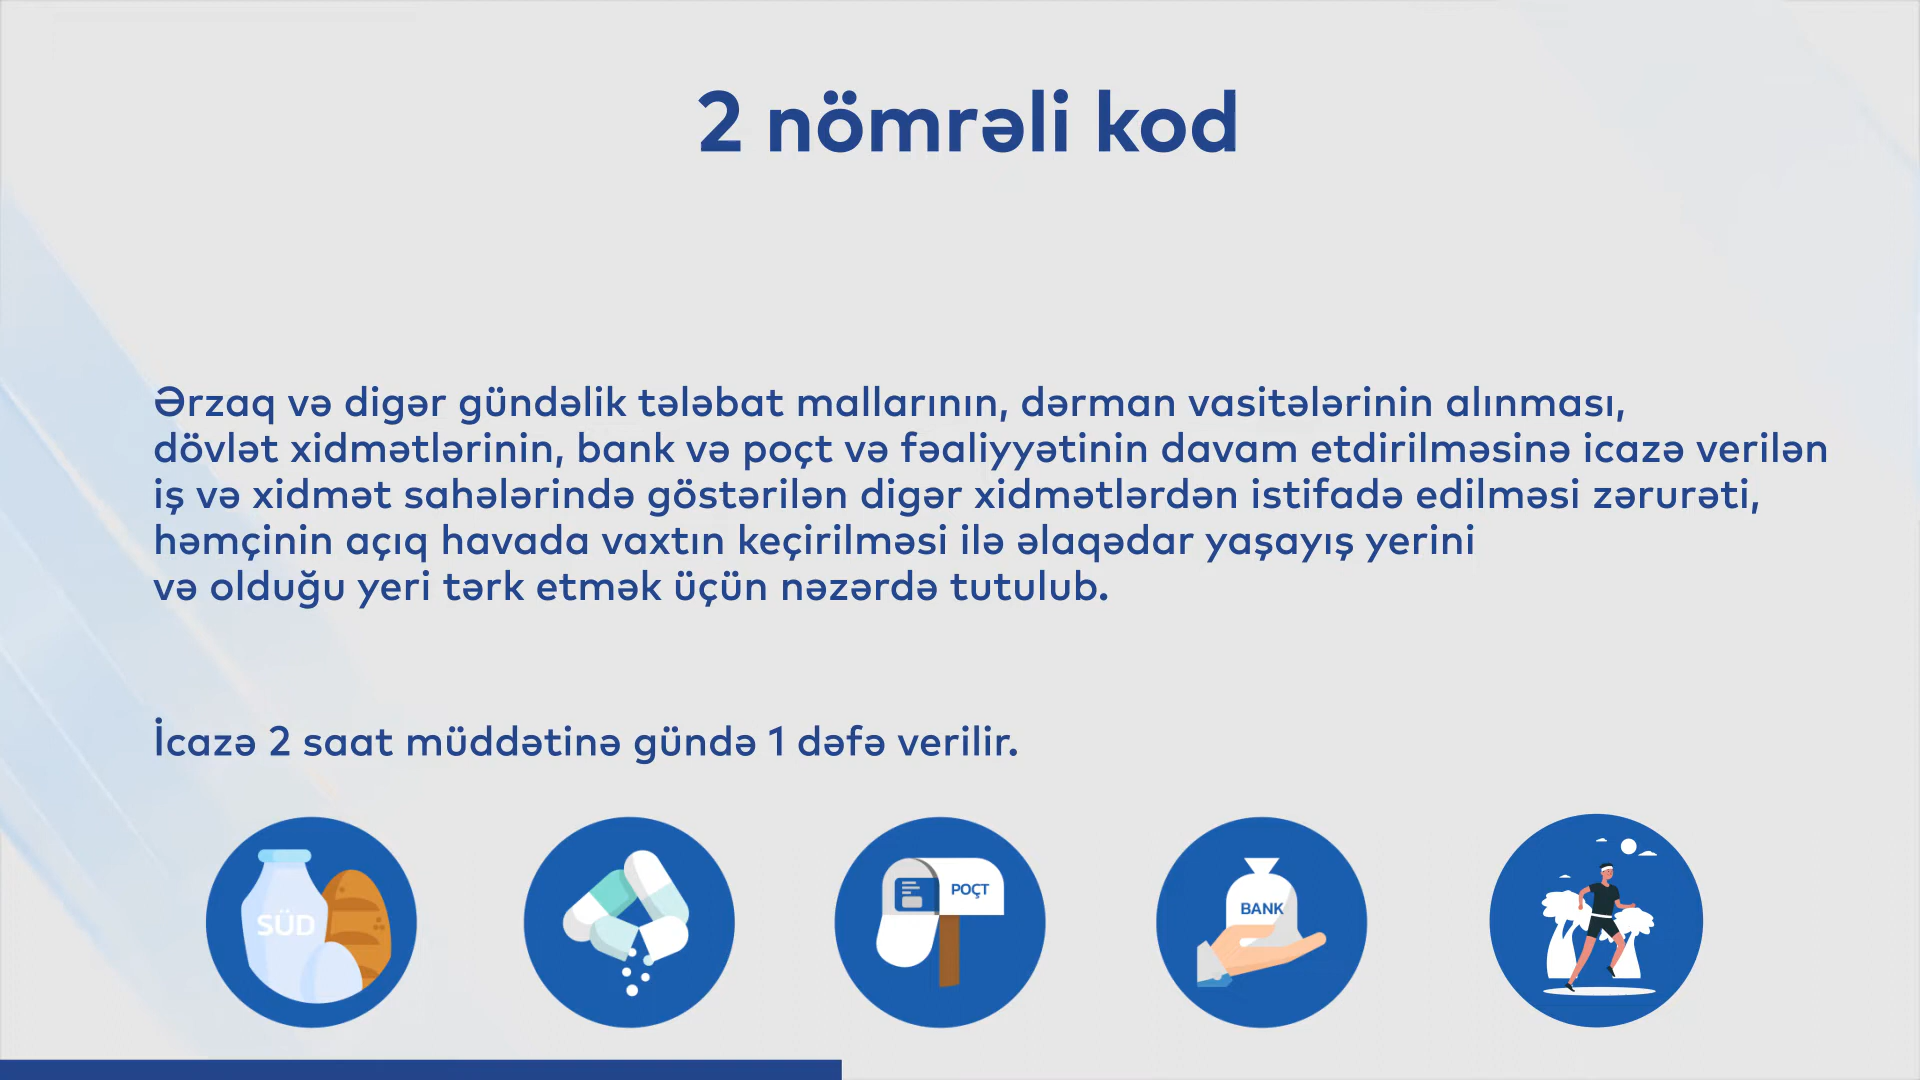 2 nömrəli kod
Ərzaq və digər gündəlik tələbat mallarının, dərman vasitələrinin alınması,
dövlət xidmətlərinin, bank və poçt və fəaliyyətinin davam etdirilməsinə icazə verilən
iş və xidmət sahələrində göstərilən digər xidmətlərdən istifadə edilməsi zərurəti,
həmçinin açıq havada vaxtın keçirilməsi ilə əlaqədar yaşayış yerini
və olduğu yeri tərk etmək üçün nəzərdə tutulub.
İcazə 2 saat müddətinə gündə 1 dəfə verilir.
SÜD
POÇT
BANK